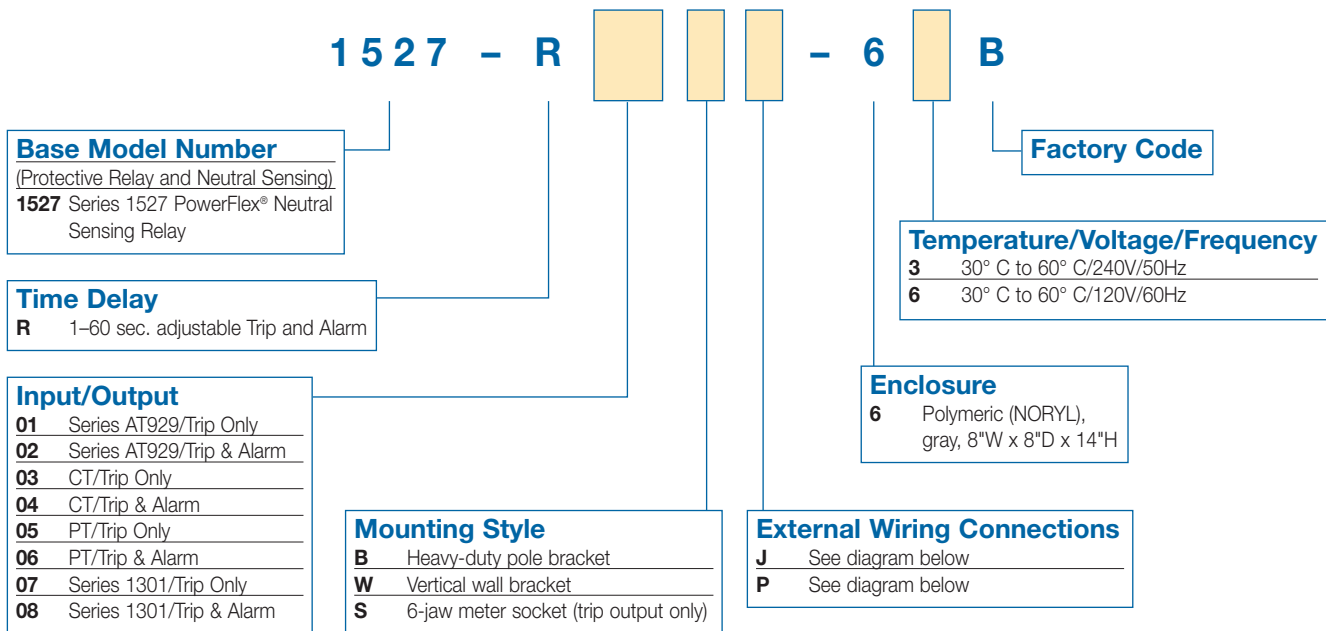 1527 – R – 6 B
Base Model Number
(Protective Relay and Neutral Sensing)
1527 Series 1527 PowerFlex® Neutral
Sensing Relay
Time Delay
R 1–60 sec. adjustable Trip and Alarm
Input/Output
01 Series AT929/Trip Only
02 Series AT929/Trip & Alarm
03 CT/Trip Only
04 CT/Trip & Alarm
05 PT/Trip Only
06 PT/Trip & Alarm
07 Series 1301/Trip Only
08 Series 1301/Trip & Alarm
Mounting Style
B Heavy-duty pole bracket
W Vertical wall bracket
S 6-jaw meter socket (trip output only)
External Wiring Connections
J See diagram below
P See diagram below
Enclosure
6 Polymeric (NORYL),
gray, 8"W x 8"D x 14"H
Temperature/Voltage/Frequency
3 30° C to 60° C/240V/50Hz
6 30° C to 60° C/120V/60Hz
Factory Code